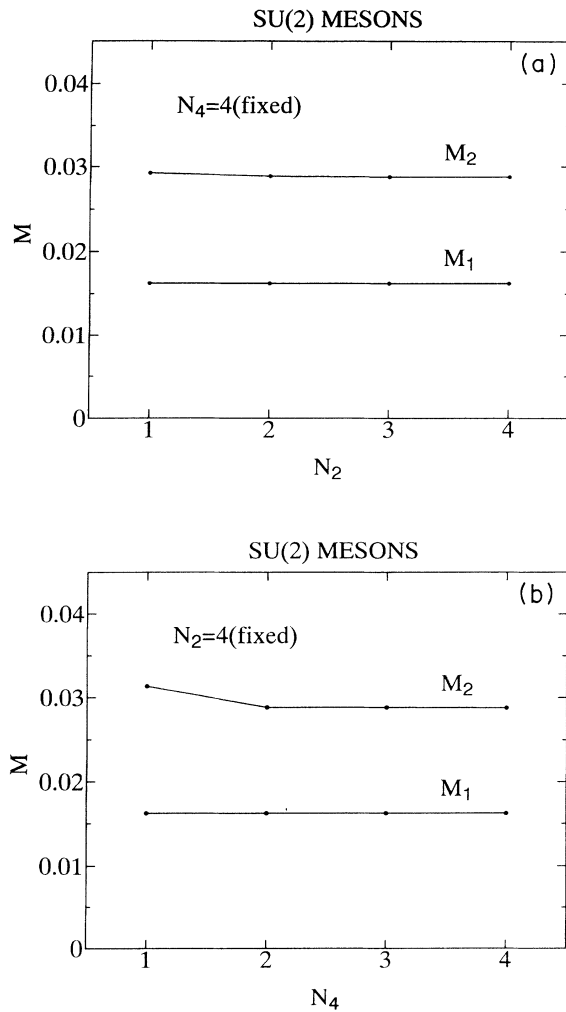 SU(2) MESONS
(a)
0.04
N₄=4(fixed)
M₂
0.03
M
0.02
M₁
0.01
0
1 2 3 4
N₂
SU(2) MESONS
(b)
0.04
N₂=4(fixed)
M₂
0.03
M
0.02
M₁
0.01
0
1 2 3 4
N₄